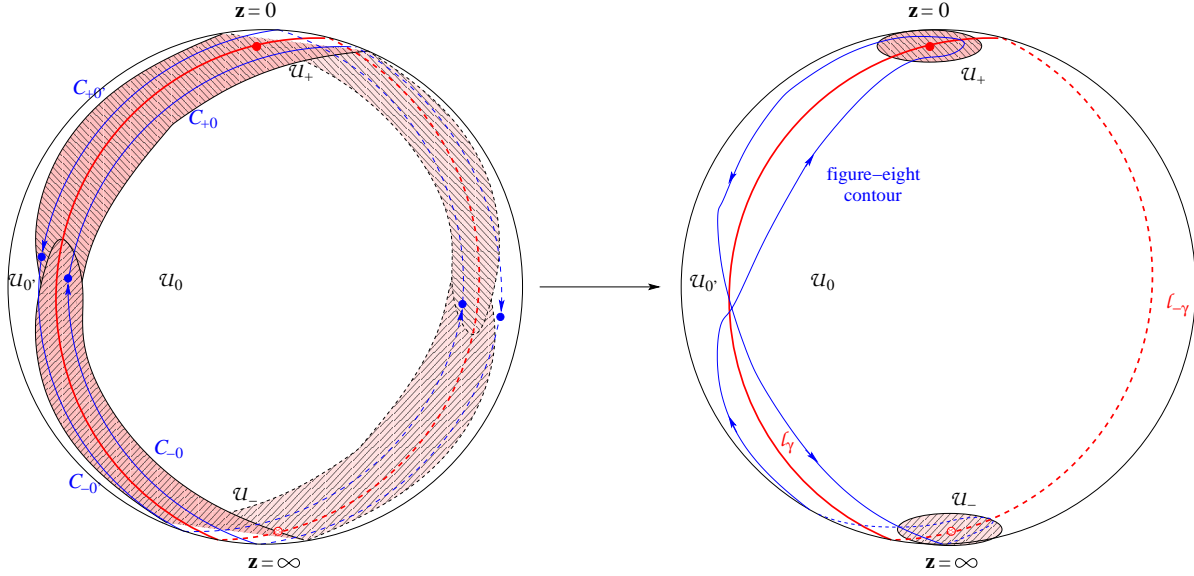 z = 0
U₊
C₊₀'
C₊₀
U₀'
U₀
C₋₀
C₋₀'
U₋
z = ∞
z = 0
U₊
figure–eight
contour
U₀'
U₀
l₋γ
lγ
U₋
z = ∞